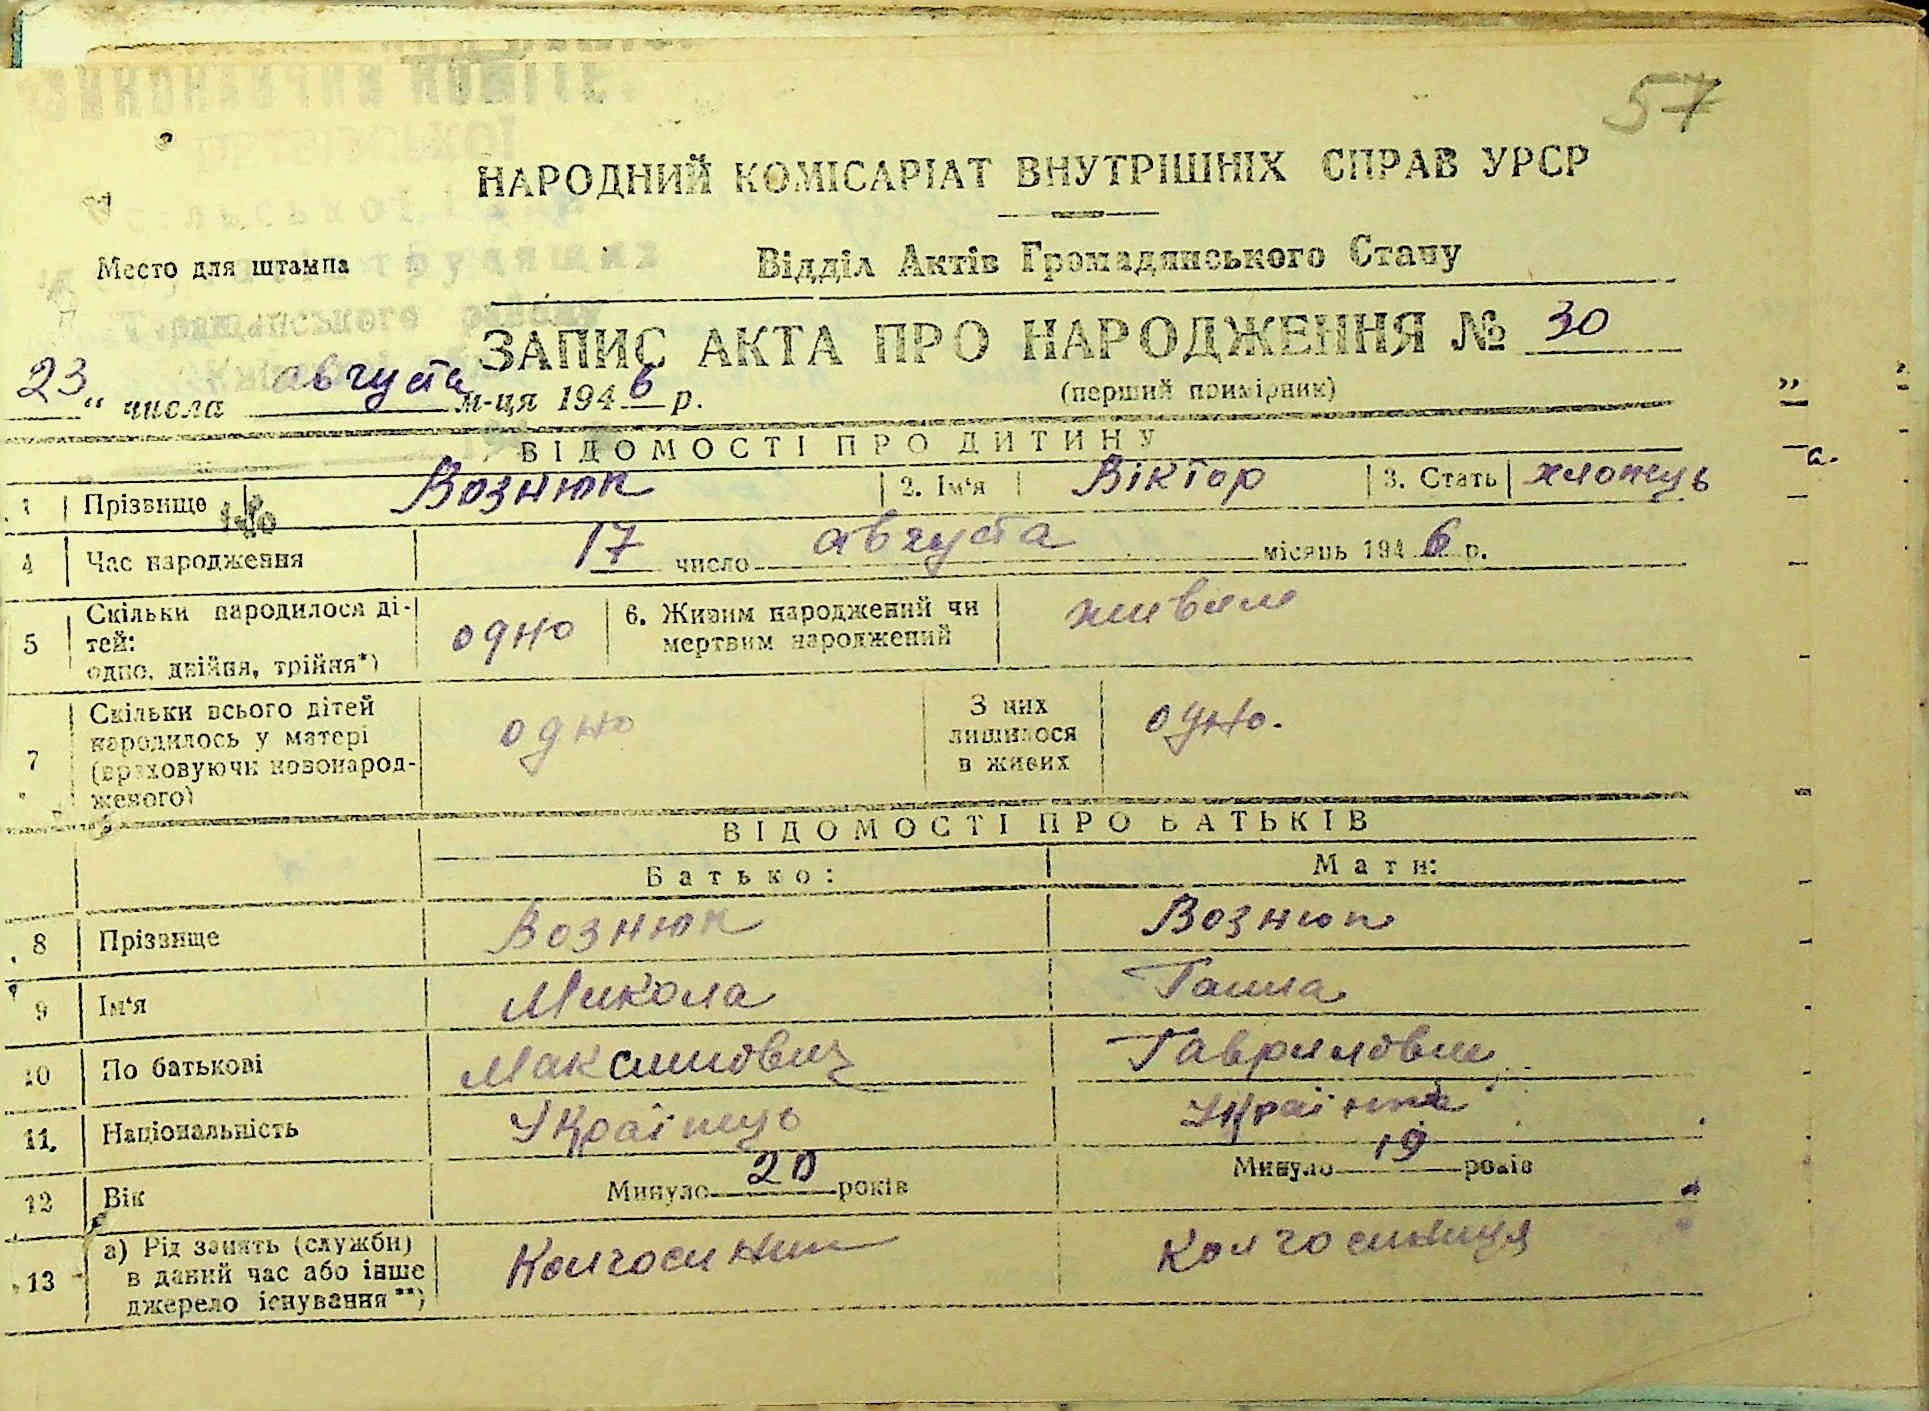 57
НАРОДНИЙ КОМІСАРІАТ ВНУТРІШНІХ СПРАВ УРСР
Место для штампа
Відділ Актів Громадянського Стану
ЗАПИС АКТА ПРО НАРОДЖЕННЯ № 30
(перший примірник)
23 " числа августа м-ця 1946 р.
ВІДОМОСТІ ПРО ДИТИНУ
1 Прізвище Вознюк 2. Ім'я Віктор 3. Стать хлопець
4 Час народження 17 число августа місяць 1946 р.
5 Скільки народилося дітей: одно, двійня, трійня*) одно 6. Живим народжений чи мертвим народжений живим
7 Скільки всього дітей народилось у матері (враховуючи новонародженого) одно З них лишилося в живих одно.
ВІДОМОСТІ ПРО БАТЬКІВ
Батько: Мати:
8 Прізвище Вознюк Вознюк
9 Ім'я Микола Ганна
10 По батькові Максимович Гавриловн
11. Національність Українець Українка
12 Вік Минуло 20 років Минуло 19 років
13 а) Рід занять (служби) в даний час або інше джерело існування**) Колгоспник Колгоспниця